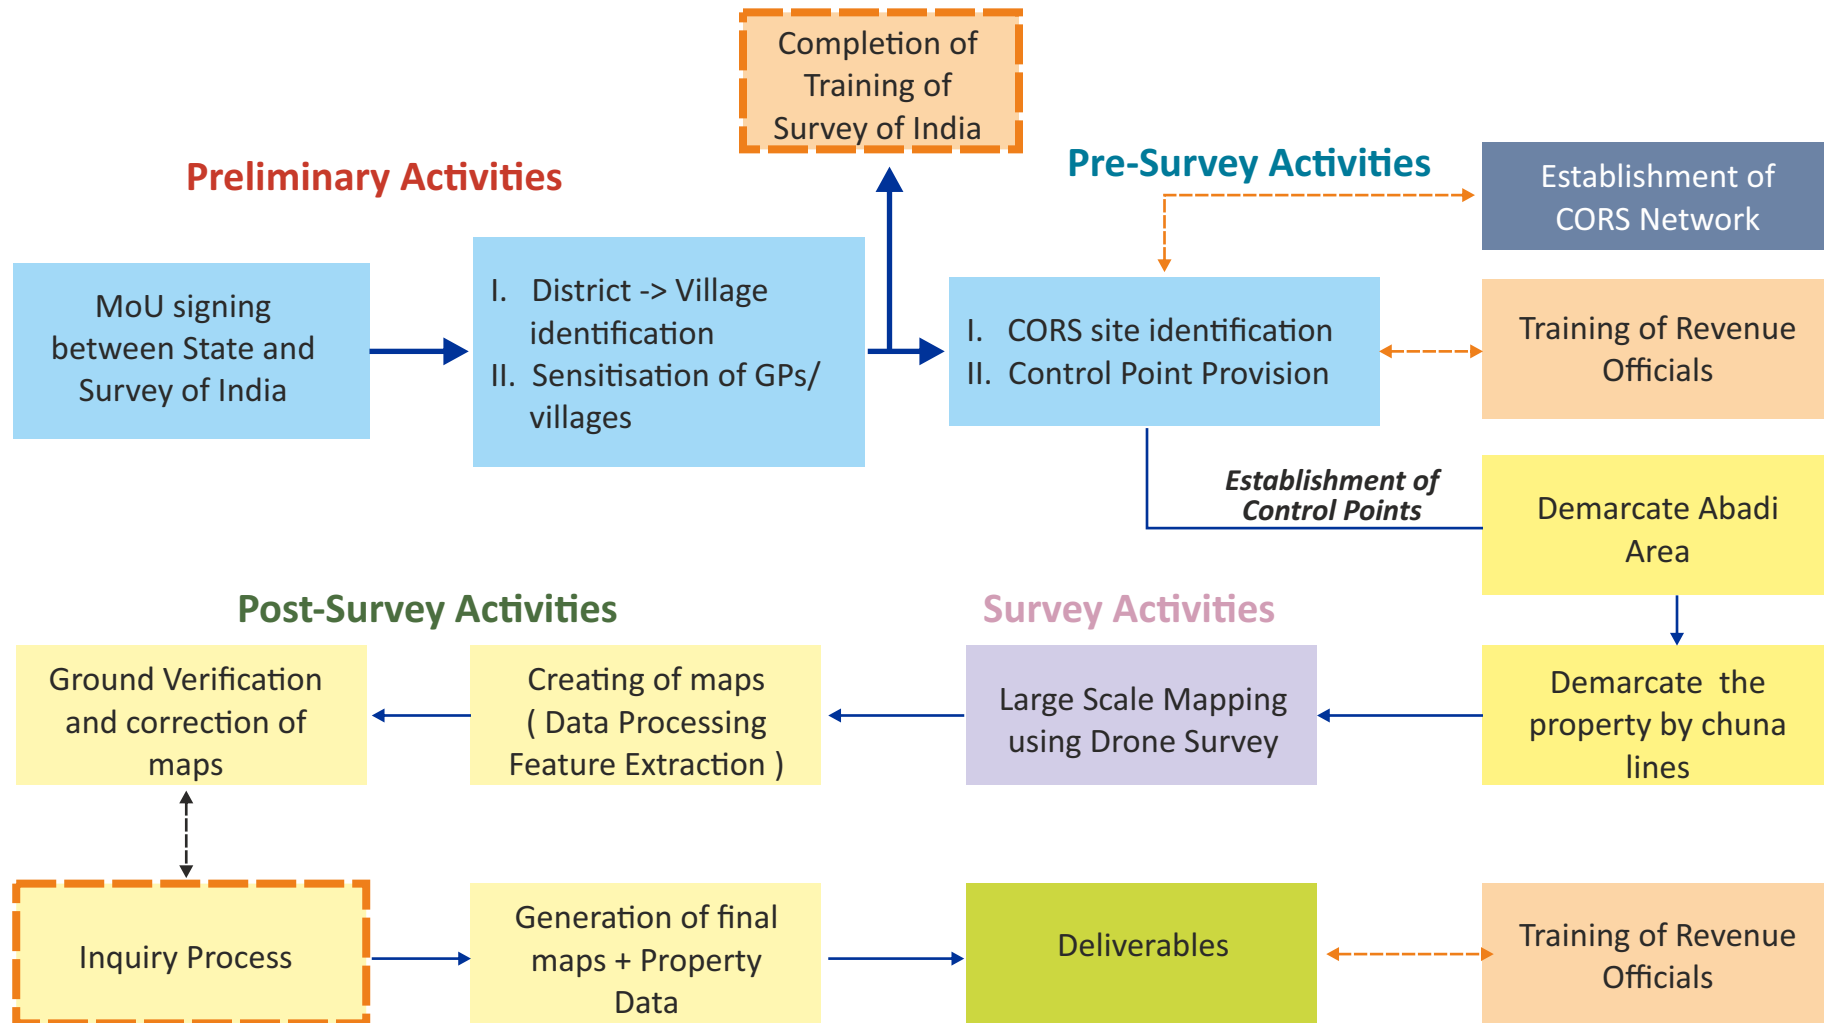 Completion of
Training of
Survey of India
Preliminary Activities
Pre-Survey Activities
Establishment of
CORS Network
MoU signing
between State and
Survey of India
I. District -> Village
identification
II. Sensitisation of GPs/
villages
I. CORS site identification
II. Control Point Provision
Training of Revenue
Officials
Establishment of
Control Points
Demarcate Abadi
Area
Post-Survey Activities
Survey Activities
Ground Verification
and correction of
maps
Creating of maps
( Data Processing
Feature Extraction )
Large Scale Mapping
using Drone Survey
Demarcate the
property by chuna
lines
Inquiry Process
Generation of final
maps + Property
Data
Deliverables
Training of Revenue
Officials